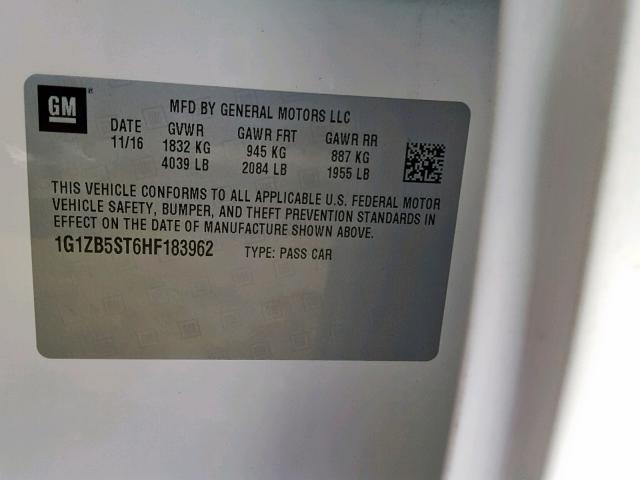 GM
MFD BY GENERAL MOTORS LLC
DATE GVWR GAWR FRT GAWR RR
11/16 1832 KG 945 KG 887 KG
4039 LB 2084 LB 1955 LB
THIS VEHICLE CONFORMS TO ALL APPLICABLE U.S. FEDERAL MOTOR
VEHICLE SAFETY, BUMPER, AND THEFT PREVENTION STANDARDS IN
EFFECT ON THE DATE OF MANUFACTURE SHOWN ABOVE.
1G1ZB5ST6HF183962 TYPE: PASS CAR